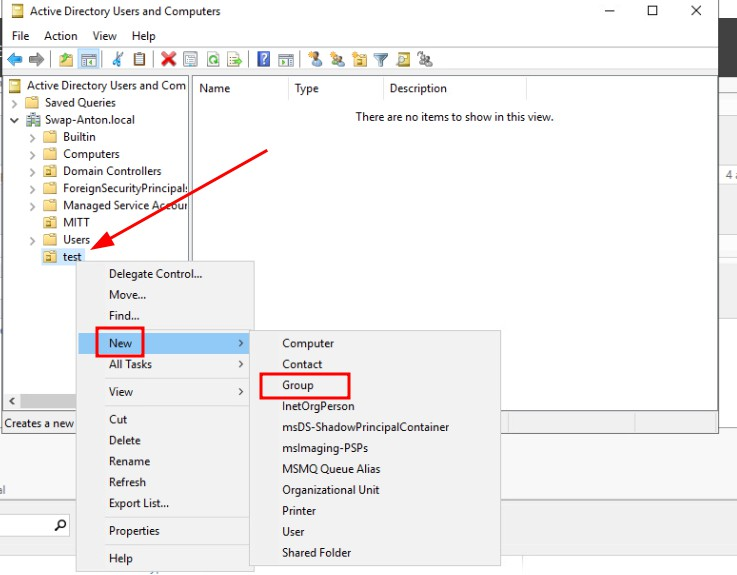 Active Directory Users and Computers
File Action View Help
Active Directory Users and Com
Saved Queries
Swap-Anton.local
Builtin
Computers
Domain Controllers
ForeignSecurityPrincipals
Managed Service Accour
MITT
Users
test
Name Type Description
There are no items to show in this view.
Delegate Control...
Move...
Find...
New
All Tasks
View
Cut
Delete
Rename
Refresh
Export List...
Properties
Help
Computer
Contact
Group
InetOrgPerson
msDS-ShadowPrincipalContainer
msImaging-PSPs
MSMQ Queue Alias
Organizational Unit
Printer
User
Shared Folder
Creates a new
4 a
al